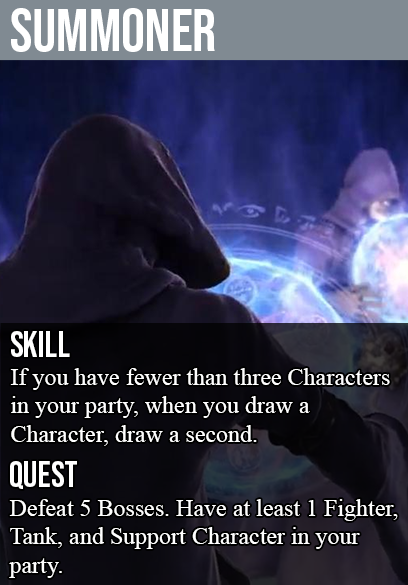 SUMMONER
SKILL
If you have fewer than three Characters
in your party, when you draw a
Character, draw a second.
QUEST
Defeat 5 Bosses. Have at least 1 Fighter,
Tank, and Support Character in your
party.